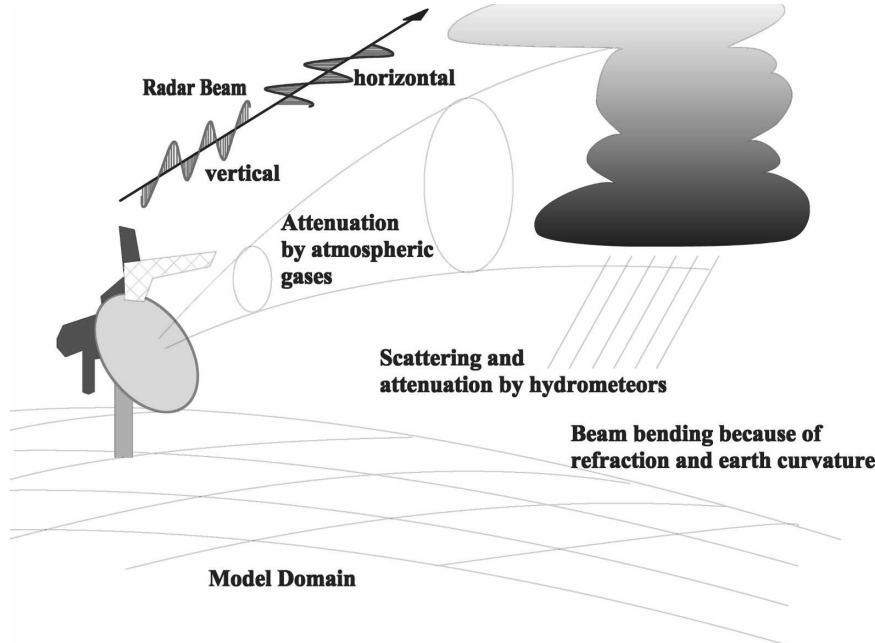 Radar Beam
horizontal
vertical
Attenuation
by atmospheric
gases
Scattering and
attenuation by hydrometeors
Beam bending because of
refraction and earth curvature
Model Domain